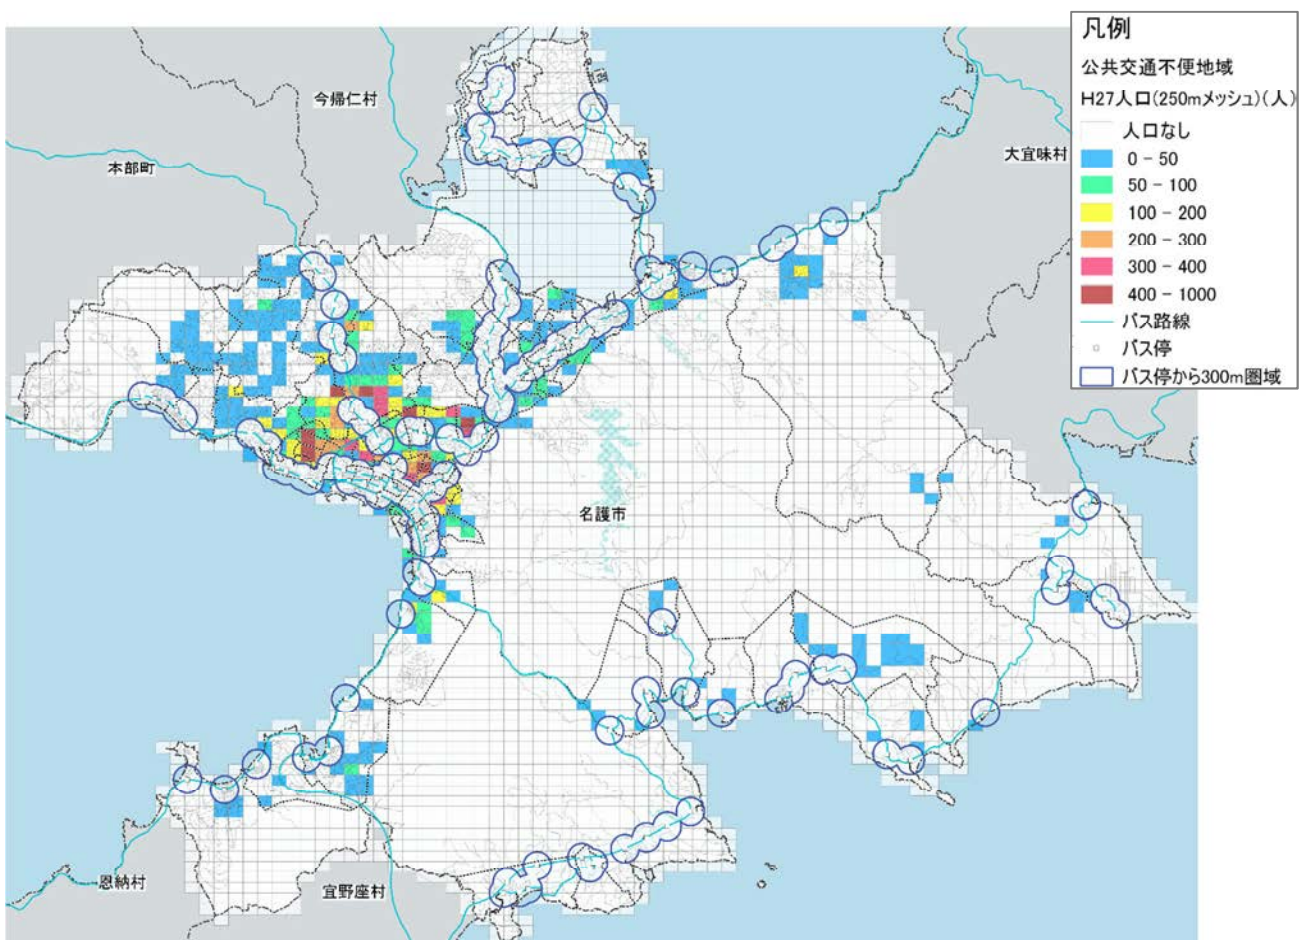 凡例
公共交通不便地域
H27人口(250mメッシュ)(人)
人口なし
0 - 50
50 - 100
100 - 200
200 - 300
300 - 400
400 - 1000
バス路線
バス停
バス停から300m圏域
今帰仁村
本部町
大宜味村
名護市
恩納村
宜野座村